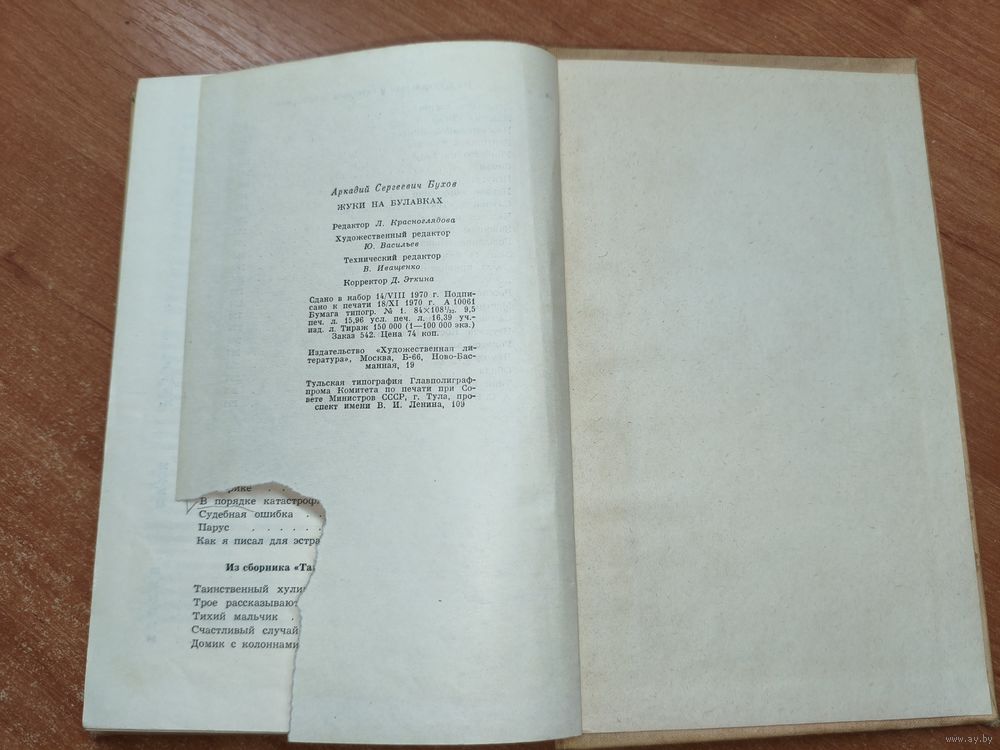 Аркадий Сергеевич Бухов
ЖУКИ НА БУЛАВКАХ
Редактор Л. Красноглядова
Художественный редактор
Ю. Васильев
Технический редактор
В. Иващенко
Корректор Д. Эткина
Сдано в набор 14/VIII 1970 г. Подпи-
сано к печати 18/XI 1970 г. А 10061
Бумага типогр. № 1. 84×108¹/₃₂. 9,5
печ. л. 15,96 усл. печ. л. 16,39 уч.-
изд. л. Тираж 150 000 (1—100 000 экз.)
Заказ 542. Цена 74 коп.
Издательство «Художественная ли-
тература», Москва, Б-66, Ново-Бас-
манная, 19
Тульская типография Главполиграф-
прома Комитета по печати при Со-
вете Министров СССР, г. Тула, про-
спект имени В. И. Ленина, 109
рике . .
В порядке катастроф
Судебная ошибка . .
Парус . . . . . .
Как я писал для эстра
Из сборника «Та
Таинственный хули
Трое рассказывают
Тихий мальчик .
Счастливый случай
Домик с колоннами
www.ay.by